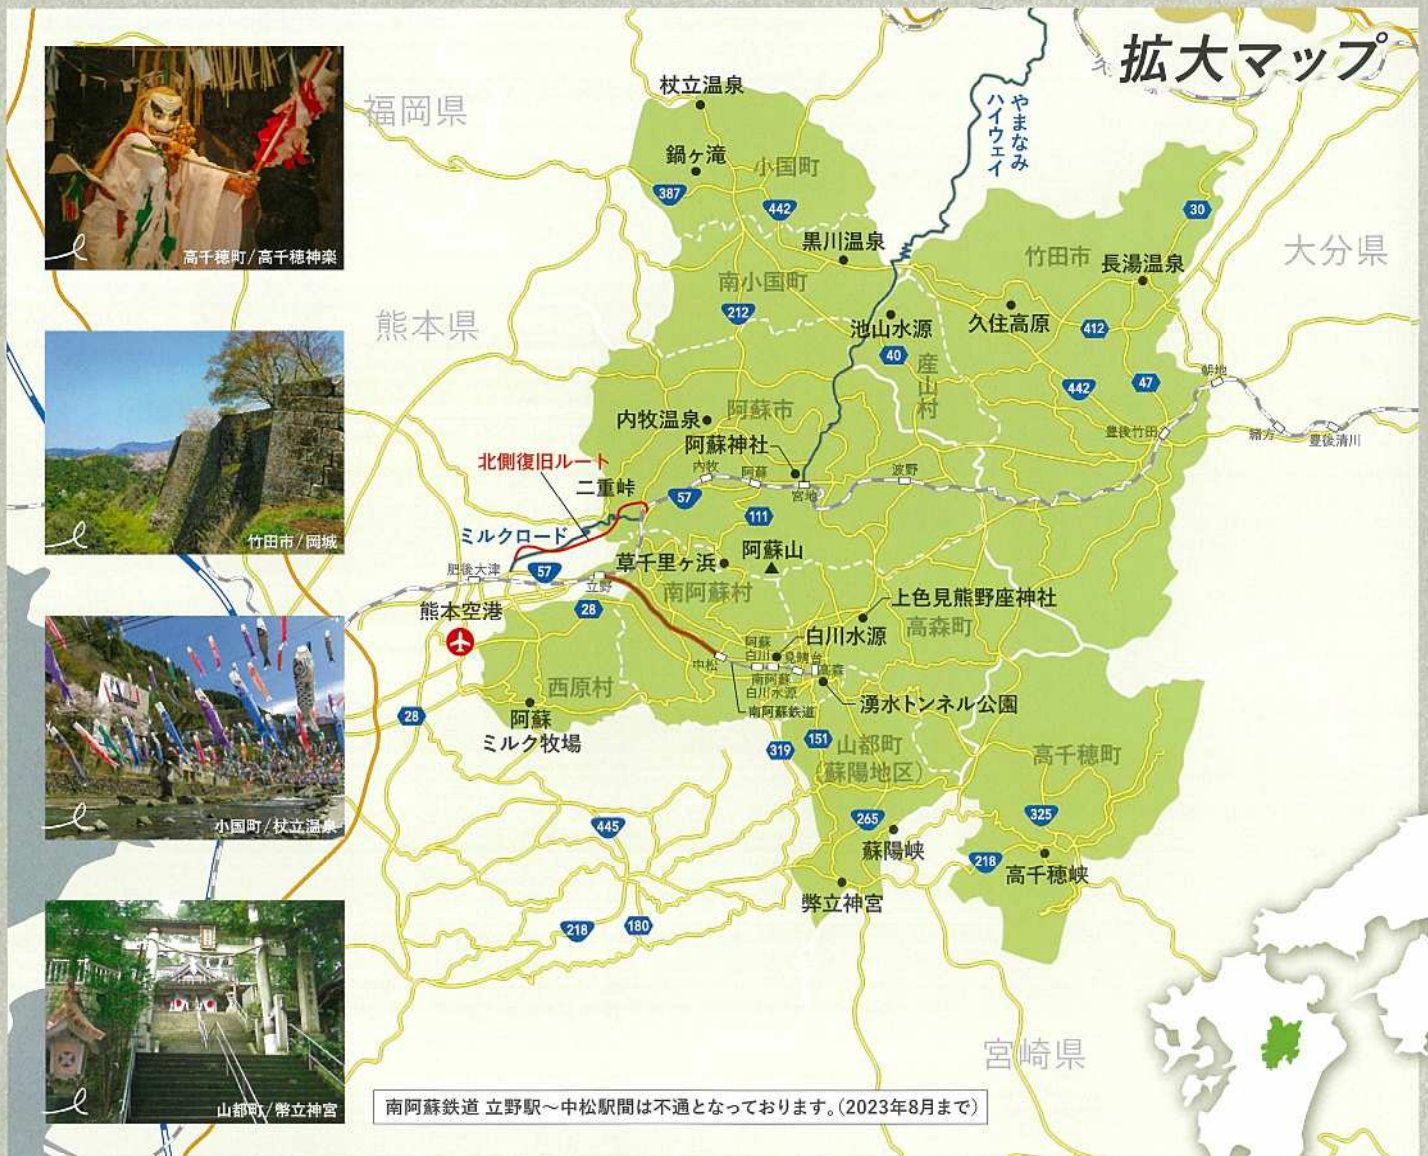 拡大マップ
福岡県
杖立温泉
やまなみ
ハイウェイ
鍋ヶ滝
小国町
387
442
30
高千穂町/高千穂神楽
黒川温泉
竹田市
長湯温泉
大分県
南小国町
212
池山水源
久住高原
412
熊本県
40
産山村
442
47
朝地
内牧温泉
阿蘇市
阿蘇神社
豊後竹田
緒方
豊後清川
北側復旧ルート
二重峠
内牧
阿蘇
宮地
波野
57
111
ミルクロード
竹田市/岡城
草千里ヶ浜
阿蘇山
肥後大津
57
立野
南阿蘇村
28
熊本空港
上色見熊野座神社
高森町
白川水源
阿蘇
白川
見晴台
中松
南阿蘇
白川水源
高森
西原村
南阿蘇鉄道
湧水トンネル公園
28
阿蘇
ミルク牧場
319
151
山都町
(蘇陽地区)
高千穂町
445
265
蘇陽峡
325
218
高千穂峡
小国町/杖立温泉
弊立神宮
218
180
宮崎県
山都町/幣立神宮
南阿蘇鉄道 立野駅～中松駅間は不通となっております。(2023年8月まで)